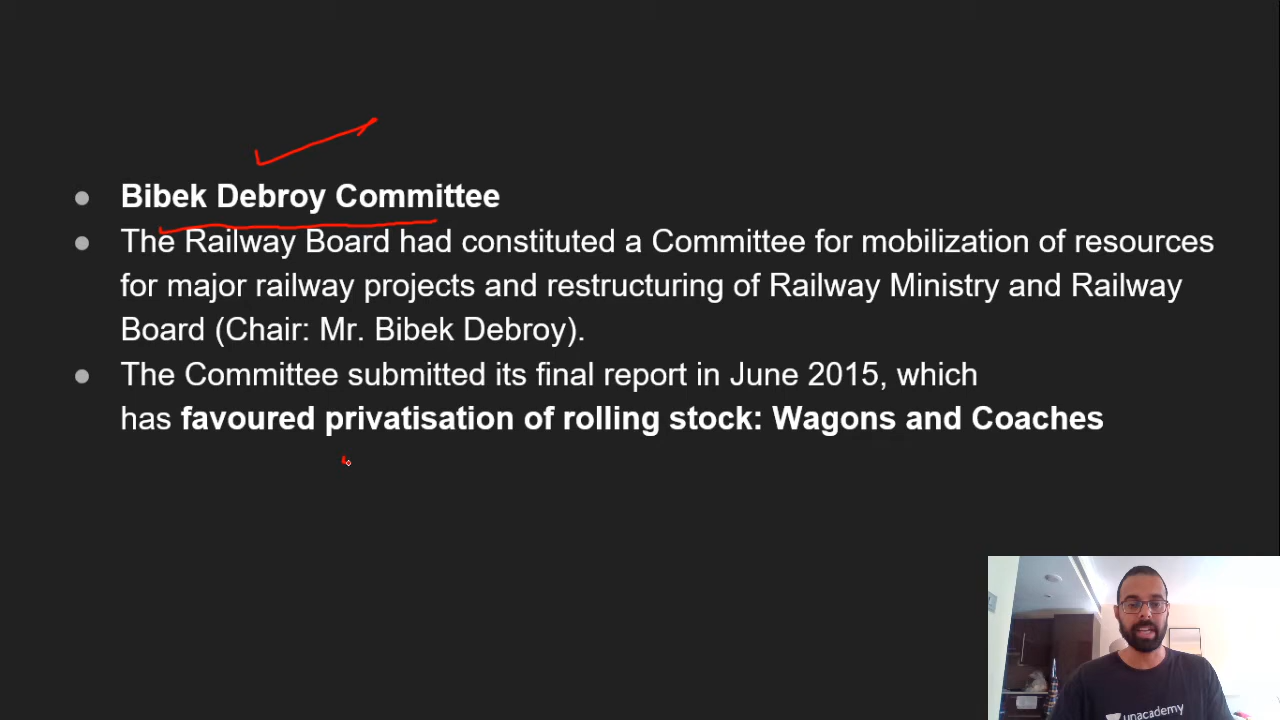 ● Bibek Debroy Committee
● The Railway Board had constituted a Committee for mobilization of resources
for major railway projects and restructuring of Railway Ministry and Railway
Board (Chair: Mr. Bibek Debroy).
● The Committee submitted its final report in June 2015, which
has favoured privatisation of rolling stock: Wagons and Coaches
unacademy